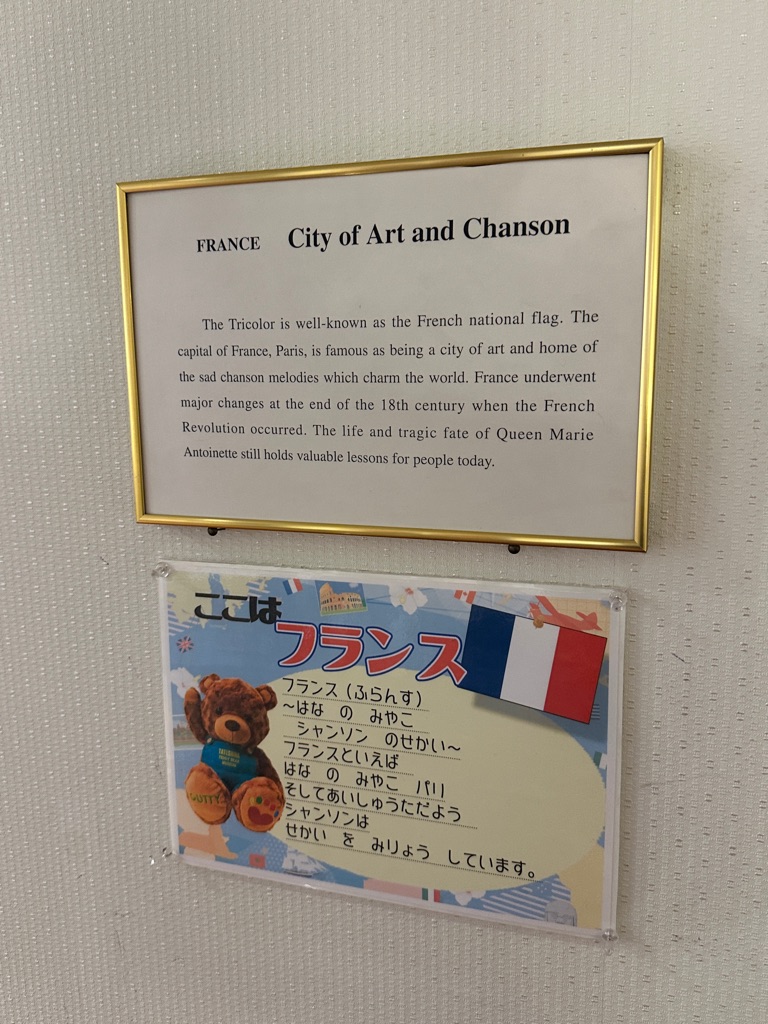 FRANCE City of Art and Chanson
The Tricolor is well-known as the French national flag. The
capital of France, Paris, is famous as being a city of art and home of
the sad chanson melodies which charm the world. France underwent
major changes at the end of the 18th century when the French
Revolution occurred. The life and tragic fate of Queen Marie
Antoinette still holds valuable lessons for people today.
ここは
フランス
フランス(ふらんす)
~はな の みやこ
シャンソン のせかい~
フランスといえば
はな の みやこ パリ
そしてあいしゅうただよう
シャンソンは
せかい を みりょう しています。